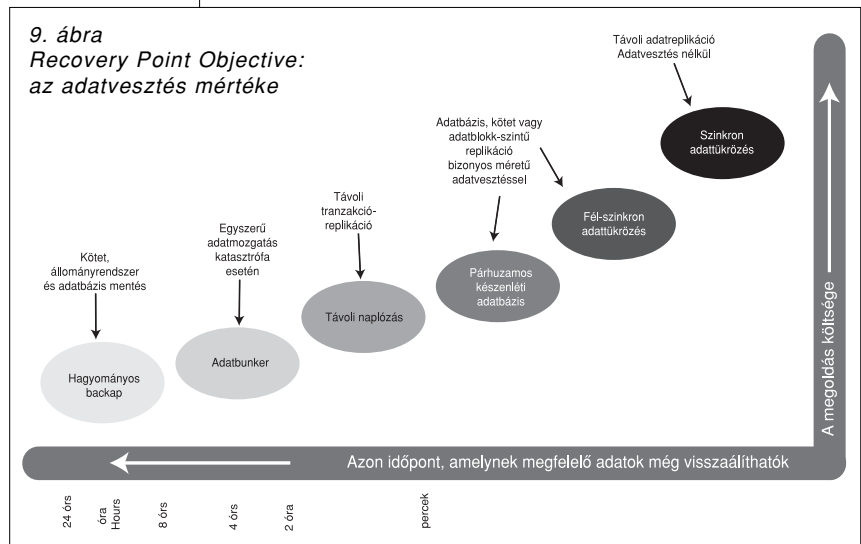 9. ábra
Recovery Point Objective:
az adatvesztés mértéke
Távoli adatreplikáció
Adatvesztés nélkül
Szinkron
adattükrözés
Adatbázis, kötet vagy
adatblokk-szintű
replikáció
bizonyos méretű
adatvesztéssel
Fél-szinkron
adattükrözés
Párhuzamos
készenléti
adatbázis
Távoli
tranzakció-
replikáció
Távoli naplózás
Egyszerű
adatmozgatás
katasztrófa
esetén
Adatbunker
Kötet,
állományrendszer
és adatbázis mentés
Hagyományos
backap
A megoldás költsége
Azon időpont, amelynek megfelelő adatok még visszaálíthatók
24 órs
óra
Hours
8 órs
4 órs
2 óra
percek